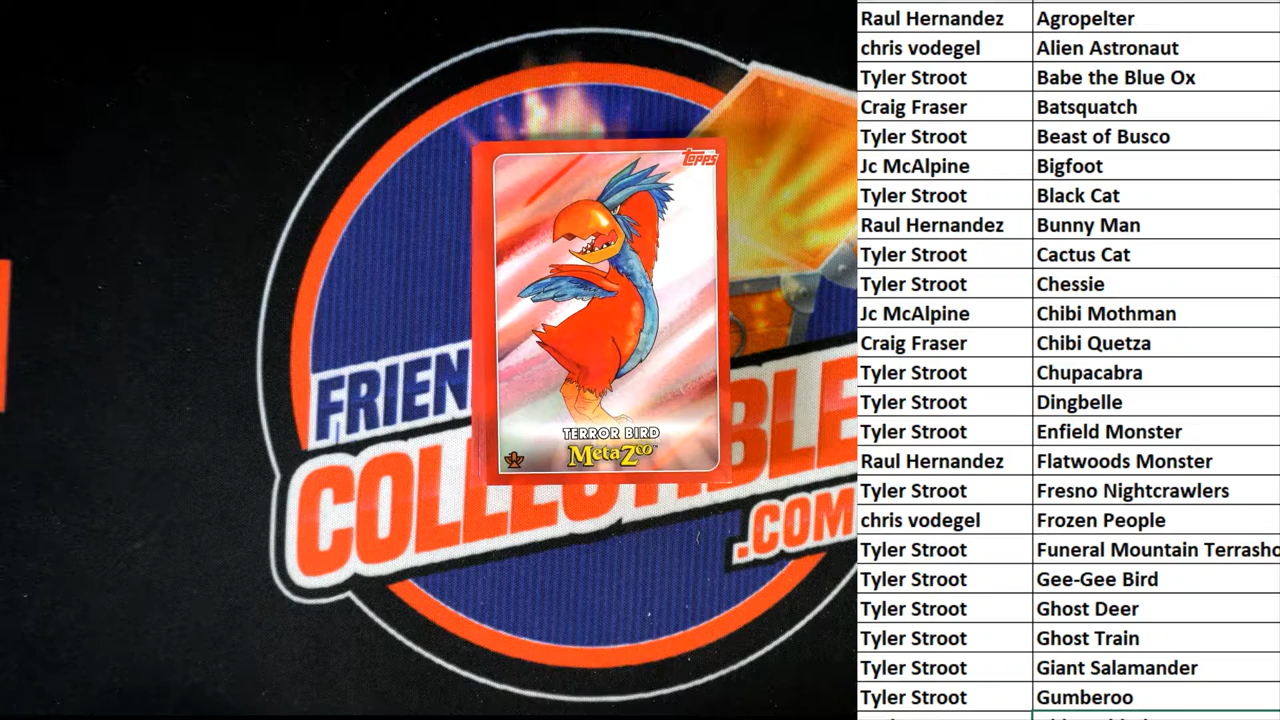 Topps
TERROR BIRD
MetaZoo
FRIEN
COLLECTIBLE
.COM
Raul Hernandez Agropelter
chris vodegel Alien Astronaut
Tyler Stroot Babe the Blue Ox
Craig Fraser Batsquatch
Tyler Stroot Beast of Busco
Jc McAlpine Bigfoot
Tyler Stroot Black Cat
Raul Hernandez Bunny Man
Tyler Stroot Cactus Cat
Tyler Stroot Chessie
Jc McAlpine Chibi Mothman
Craig Fraser Chibi Quetza
Tyler Stroot Chupacabra
Tyler Stroot Dingbelle
Tyler Stroot Enfield Monster
Raul Hernandez Flatwoods Monster
Tyler Stroot Fresno Nightcrawlers
chris vodegel Frozen People
Tyler Stroot Funeral Mountain Terrasho
Tyler Stroot Gee-Gee Bird
Tyler Stroot Ghost Deer
Tyler Stroot Ghost Train
Tyler Stroot Giant Salamander
Tyler Stroot Gumberoo